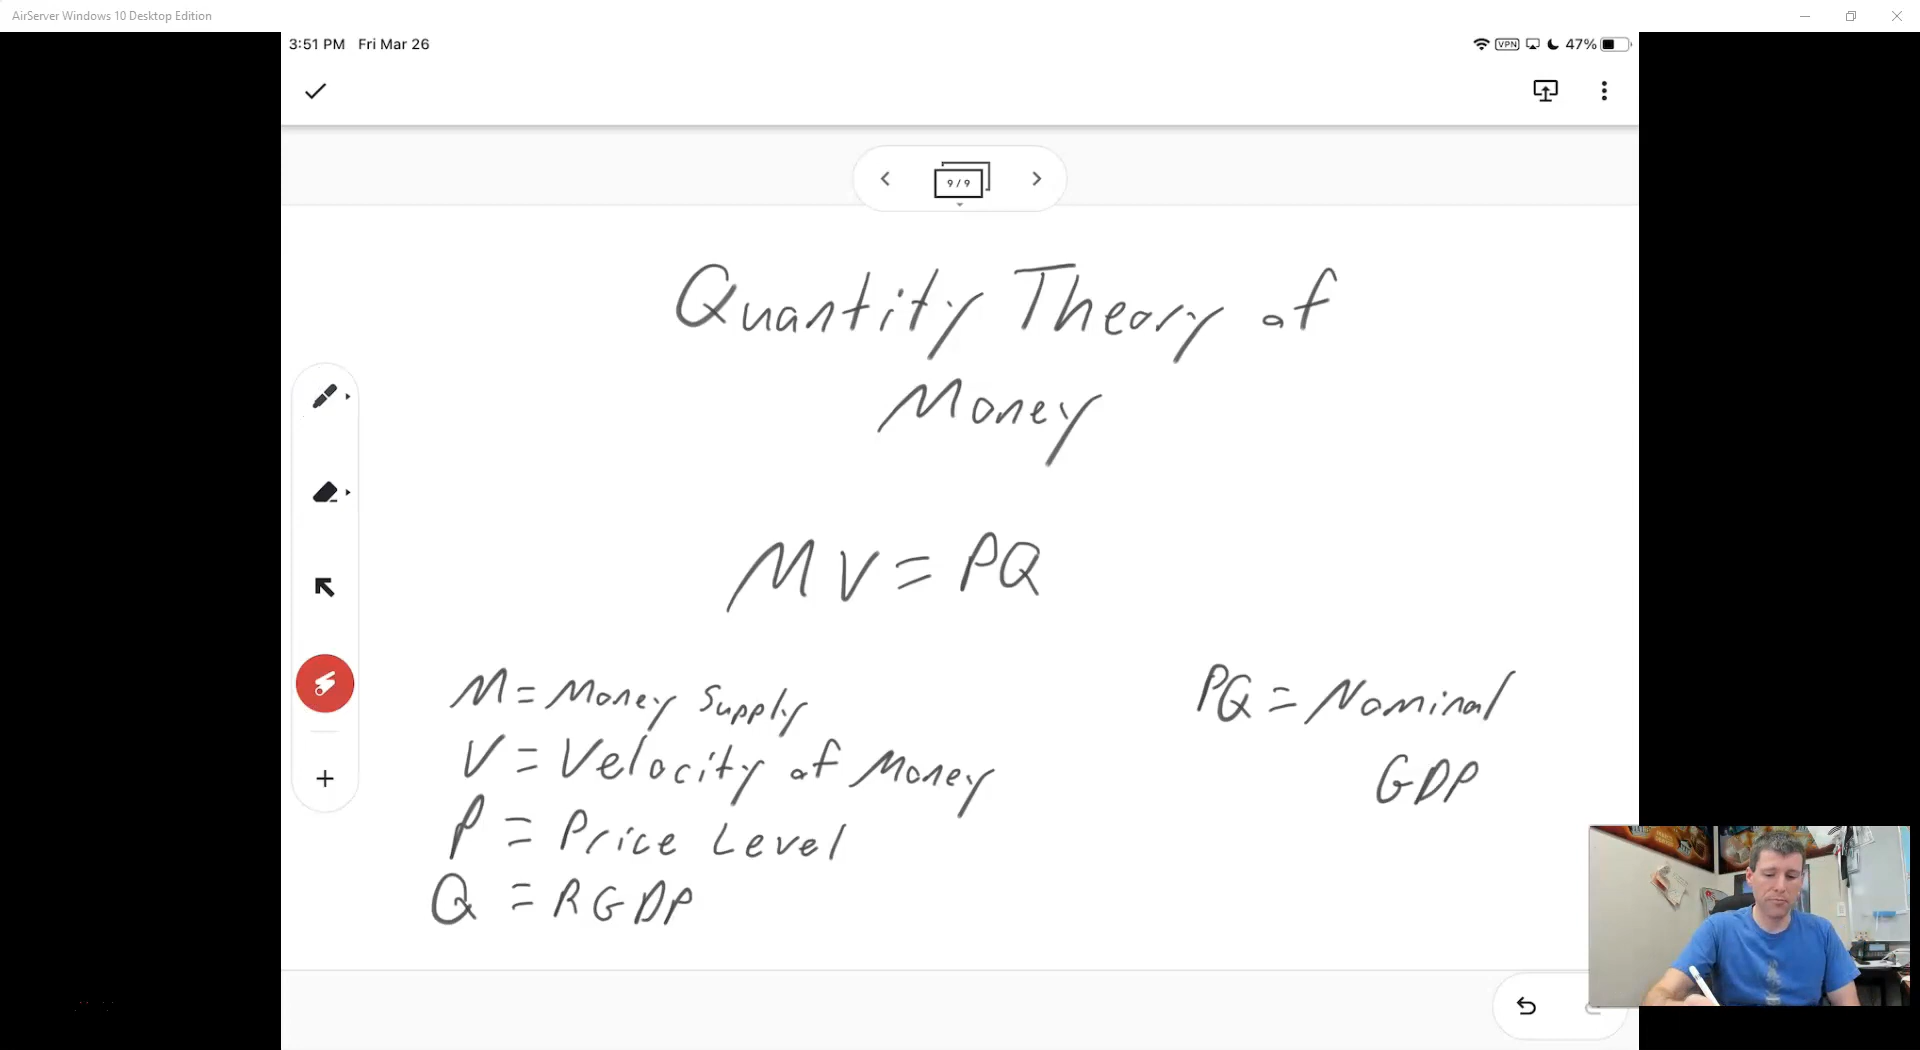 AirServer Windows 10 Desktop Edition
3:51 PM Fri Mar 26
VPN 47%
9/9
Quantity Theory of
Money
MV = PQ
M = Money Supply
V = Velocity of Money
P = Price Level
Q = RGDP
PQ = Nominal
GDP